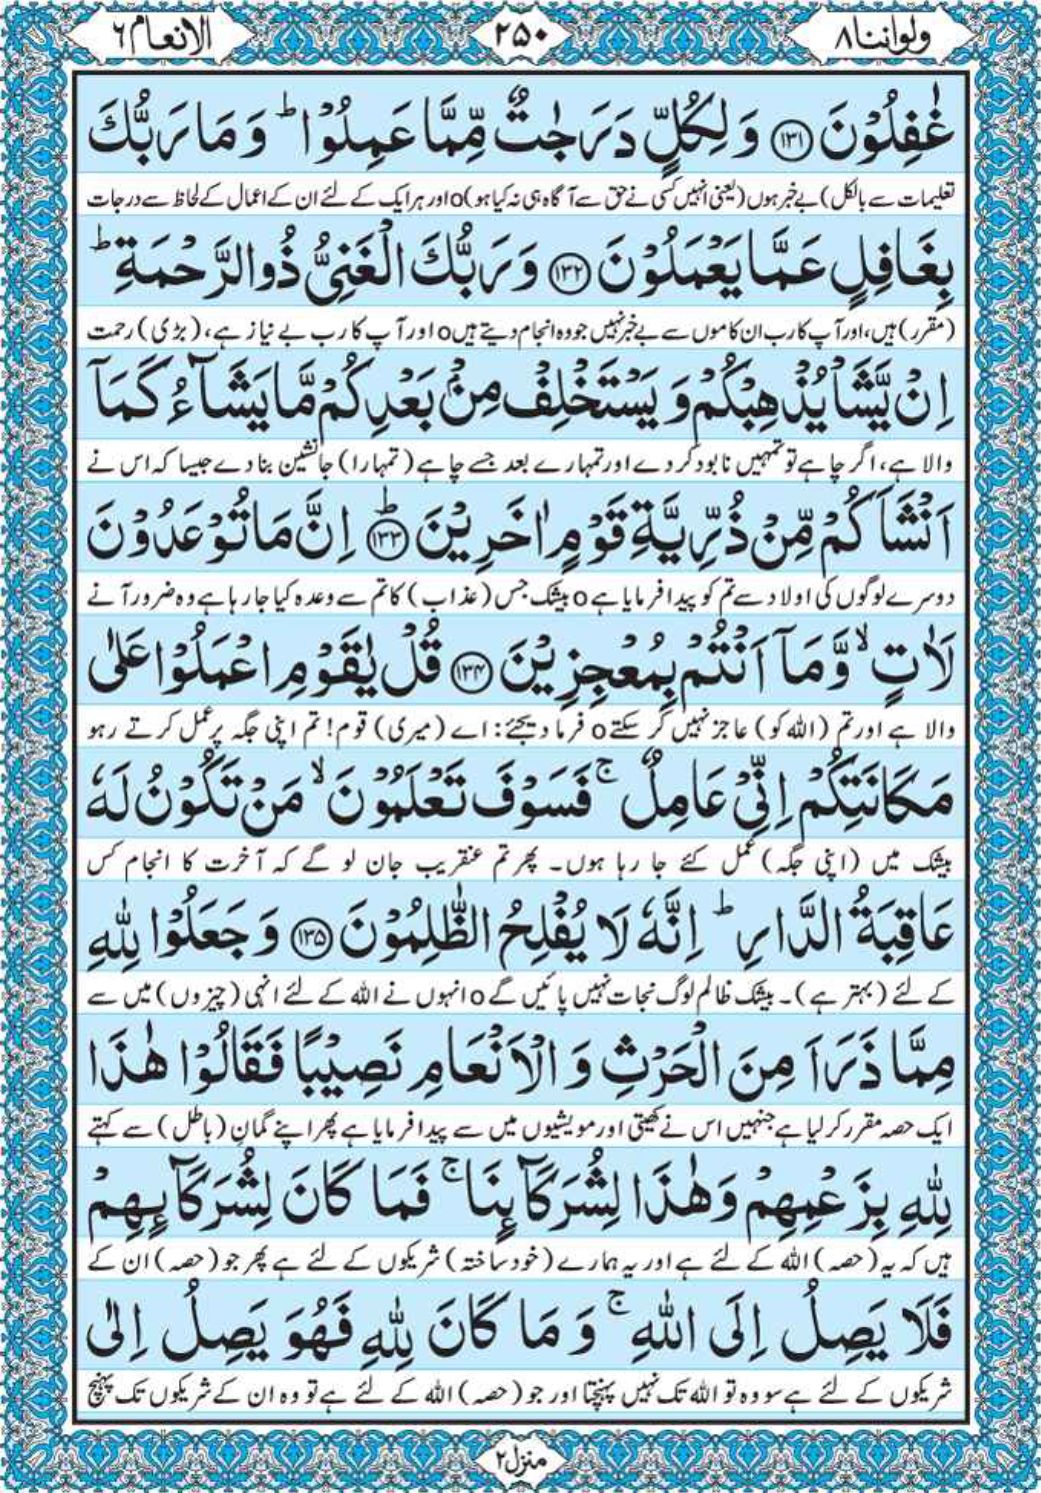 ولواننا ٨
٢٥٠
الانعام ٦
غٰفِلُوْنَ ﴿۱۳۱﴾ وَ لِكُلٍّ دَرَجٰتٌ مِّمَّا عَمِلُوْا ؕ وَ مَا رَبُّكَ
تعلیمات سے بالکل) بے خبر ہوں (یعنی انہیں کسی نے حق سے آگاہ ہی نہ کیا ہو)o اور ہر ایک کے لئے ان کے اعمال کے لحاظ سے درجات
بِغَافِلٍ عَمَّا يَعْمَلُوْنَ ﴿۱۳۲﴾ وَ رَبُّكَ الْغَنِيُّ ذُو الرَّحْمَةِ ؕ
(مقرر) ہیں، اور آپ کا رب ان کاموں سے بے خبر نہیں جو وہ انجام دیتے ہیںo اور آپ کا رب بے نیاز ہے، (بڑی) رحمت
اِنْ يَّشَاْ يُذْهِبْكُمْ وَ يَسْتَخْلِفْ مِنْۢ بَعْدِكُمْ مَّا يَشَآءُ كَمَاۤ
والا ہے، اگر چاہے تو تمہیں نابود کر دے اور تمہارے بعد جسے چاہے (تمہارا) جانشین بنا دے جیسا کہ اس نے
اَنْشَاَكُمْ مِّنْ ذُرِّيَّةِ قَوْمٍ اٰخَرِيْنَ ﴿۱۳۳﴾ؕ اِنَّ مَا تُوْعَدُوْنَ
دوسرے لوگوں کی اولاد سے تم کو پیدا فرمایا ہےo بیشک جس (عذاب) کا تم سے وعدہ کیا جا رہا ہے وہ ضرور آنے
لَاٰتٍ ۙ وَّ مَاۤ اَنْتُمْ بِمُعْجِزِيْنَ ﴿۱۳۴﴾ قُلْ يٰقَوْمِ اعْمَلُوْا عَلٰى
والا ہے اور تم (اللہ کو) عاجز نہیں کر سکتےo فرما دیجئے: اے (میری) قوم! تم اپنی جگہ پر عمل کرتے رہو
مَكَانَتِكُمْ اِنِّيْ عَامِلٌ ۚ فَسَوْفَ تَعْلَمُوْنَ ۙ مَنْ تَكُوْنُ لَهٗ
بیشک میں (اپنی جگہ) عمل کئے جا رہا ہوں۔ پھر تم عنقریب جان لو گے کہ آخرت کا انجام کس
عَاقِبَةُ الدَّارِ ؕ اِنَّهٗ لَا يُفْلِحُ الظّٰلِمُوْنَ ﴿۱۳۵﴾ وَ جَعَلُوْا لِلّٰهِ
کے لئے (بہتر ہے)۔ بیشک ظالم لوگ نجات نہیں پائیں گےo انہوں نے اللہ کے لئے انہی (چیزوں) میں سے
مِمَّا ذَرَاَ مِنَ الْحَرْثِ وَ الْاَنْعَامِ نَصِيْبًا فَقَالُوْا هٰذَا
ایک حصہ مقرر کر لیا ہے جنہیں اس نے کھیتی اور مویشیوں میں سے پیدا فرمایا ہے پھر اپنے گمانِ (باطل) سے کہتے
لِلّٰهِ بِزَعْمِهِمْ وَ هٰذَا لِشُرَكَآئِنَا ۚ فَمَا كَانَ لِشُرَكَآئِهِمْ
ہیں کہ یہ (حصہ) اللہ کے لئے ہے اور یہ ہمارے (خود ساختہ) شریکوں کے لئے ہے پھر جو (حصہ) ان کے
فَلَا يَصِلُ اِلَى اللّٰهِ ۚ وَ مَا كَانَ لِلّٰهِ فَهُوَ يَصِلُ اِلٰى
شریکوں کے لئے ہے سو وہ تو اللہ تک نہیں پہنچتا اور جو (حصہ) اللہ کے لئے ہے تو وہ ان کے شریکوں تک پہنچ
منزل ٢